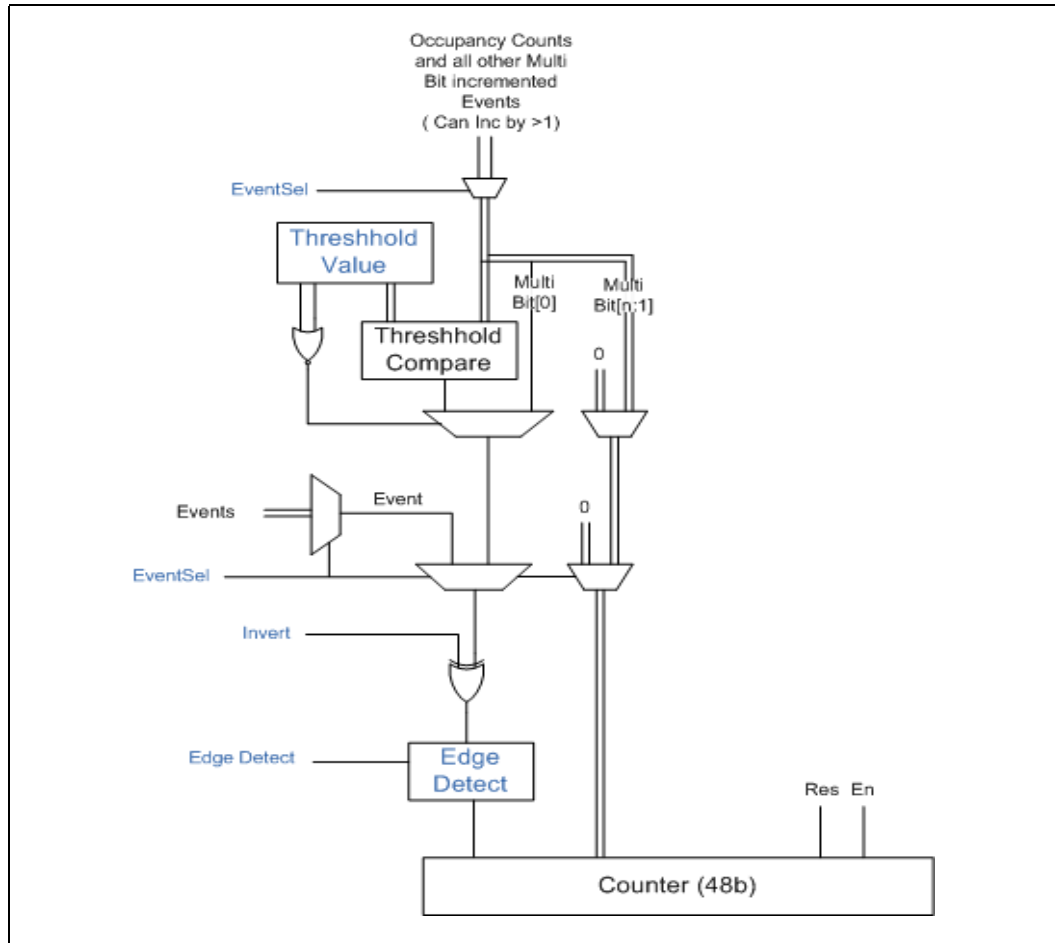 Occupancy Counts
and all other Multi
Bit incremented
Events
( Can Inc by >1)
EventSel
Threshhold
Value
Multi
Bit[0]
Multi
Bit[n:1]
Threshhold
Compare
0
Events
Event
0
EventSel
Invert
Edge Detect
Edge
Detect
Res En
Counter (48b)